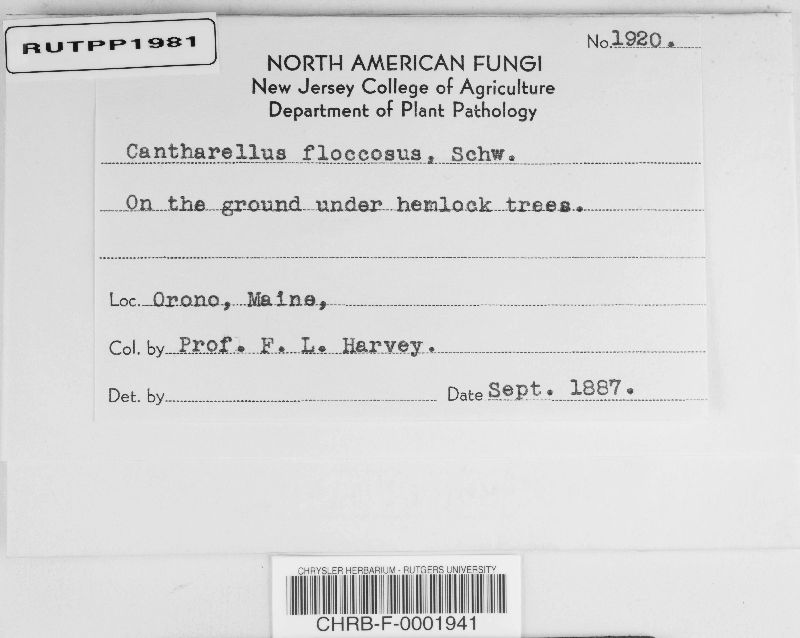 RUTPP1981
No. 1920.
NORTH AMERICAN FUNGI
New Jersey College of Agriculture
Department of Plant Pathology
Cantharellus floccosus, Schw.
On the ground under hemlock trees.
Loc. Orono, Maine,
Col. by Prof. F. L. Harvey.
Det. by
Date Sept. 1887.
CHRYSLER HERBARIUM - RUTGERS UNIVERSITY
CHRB-F-0001941